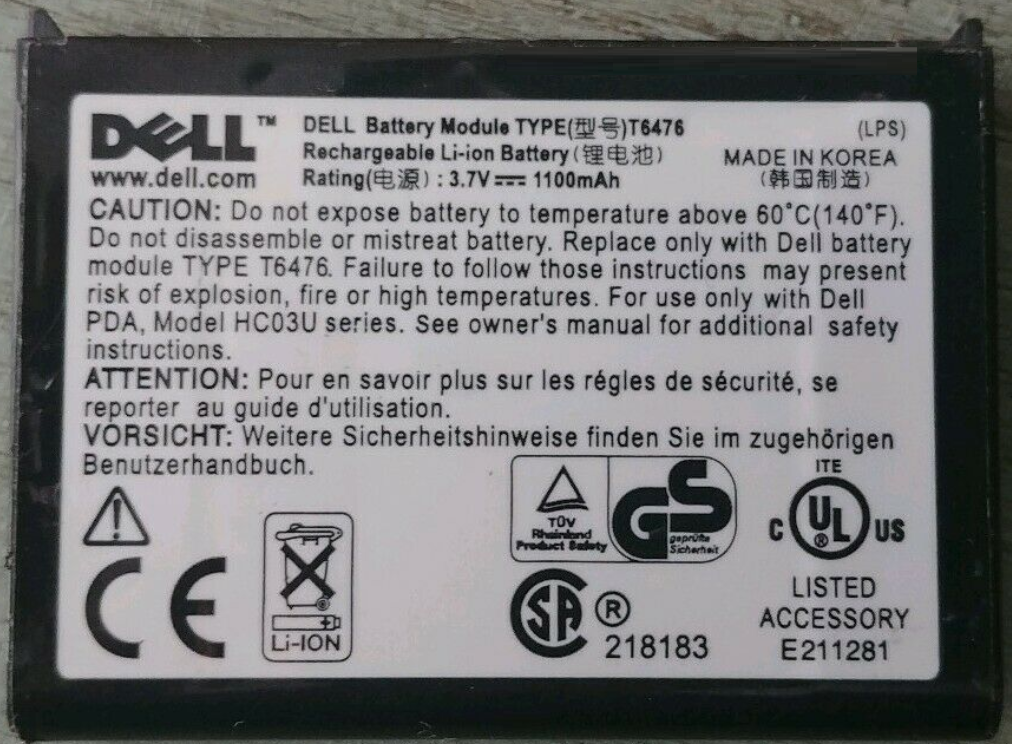 DELL™
www.dell.com
DELL Battery Module TYPE(型号)T6476
Rechargeable Li-ion Battery(锂电池)
Rating(电源) : 3.7V⎓ 1100mAh
(LPS)
MADE IN KOREA
(韩国制造)
CAUTION: Do not expose battery to temperature above 60°C(140°F).
Do not disassemble or mistreat battery. Replace only with Dell battery
module TYPE T6476. Failure to follow those instructions may present
risk of explosion, fire or high temperatures. For use only with Dell
PDA, Model HC03U series. See owner's manual for additional safety
instructions.
ATTENTION: Pour en savoir plus sur les régles de sécurité, se
reporter au guide d'utilisation.
VORSICHT: Weitere Sicherheitshinweise finden Sie im zugehörigen
Benutzerhandbuch.
CE
Li-ION
TÜV
Rheinland
Product Safety
GS
geprüfte
Sicherheit
SA ®
218183
ITE
C UL® US
LISTED
ACCESSORY
E211281